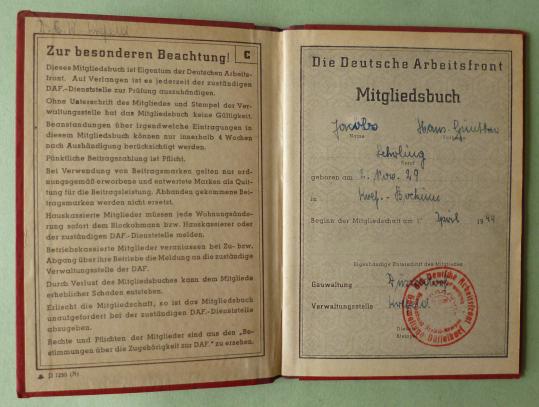 Zur besonderen Beachtung! C
Dieses Mitgliedsbuch ist Eigentum der Deutschen Arbeits-
front. Auf Verlangen ist es jederzeit der zuständigen
DAF.-Dienststelle zur Prüfung auszuhändigen.
Ohne Unterschrift des Mitgliedes und Stempel der Ver-
waltungsstelle hat das Mitgliedsbuch keine Gültigkeit.
Beanstandungen über irgendwelche Eintragungen in
diesem Mitgliedsbuch können nur innerhalb 4 Wochen
nach Aushändigung berücksichtigt werden.
Pünktliche Beitragszahlung ist Pflicht.
Bei Verwendung von Beitragsmarken gelten nur ord-
nungsgemäß erworbene und entwertete Marken als Quit-
tung für die Beitragsleistung. Abhanden gekommene Bei-
tragsmarken werden nicht ersetzt.
Hauskassierte Mitglieder müssen jede Wohnungsände-
rung sofort dem Blockobmann bzw. Hauskassierer oder
der zuständigen DAF.-Dienststelle melden.
Betriebskassierte Mitglieder veranlassen bei Zu- bzw.
Abgang über ihre Betriebe die Meldung an die zuständige
Verwaltungsstelle der DAF.
Durch Verlust des Mitgliedsbuches kann dem Mitgliede
erheblicher Schaden entstehen.
Erlischt die Mitgliedschaft, so ist das Mitgliedsbuch
unaufgefordert bei der zuständigen DAF.-Dienststelle
abzugeben.
Rechte und Pflichten der Mitglieder sind aus den „Be-
stimmungen über die Zugehörigkeit zur DAF.“ zu ersehen.
Die Deutsche Arbeitsfront
Mitgliedsbuch
Jacobs Hans-Günther
Name
Beruf
geboren am 2. Nov. 29
in Bochum
Beginn der Mitgliedschaft am 1. April 1944
Eigenhändige Unterschrift des Mitgliedes
Gauwaltung
Verwaltungsstelle
Die Deutsche Arbeitsfront
Düsseldorf